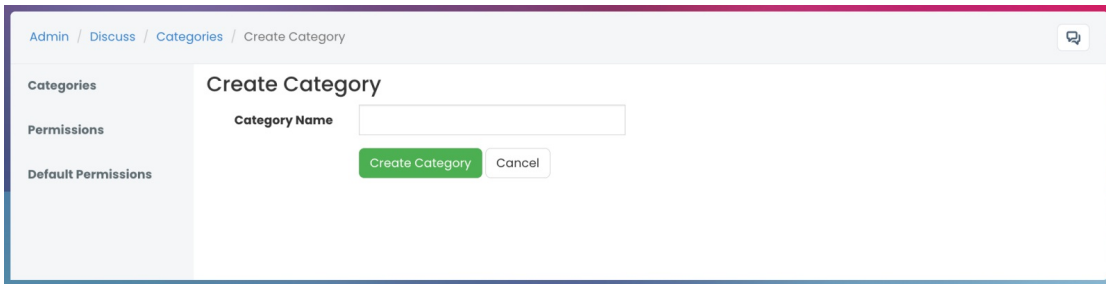 Admin / Discuss / Categories / Create Category
Categories
Permissions
Default Permissions
Create Category
Category Name
Create Category
Cancel